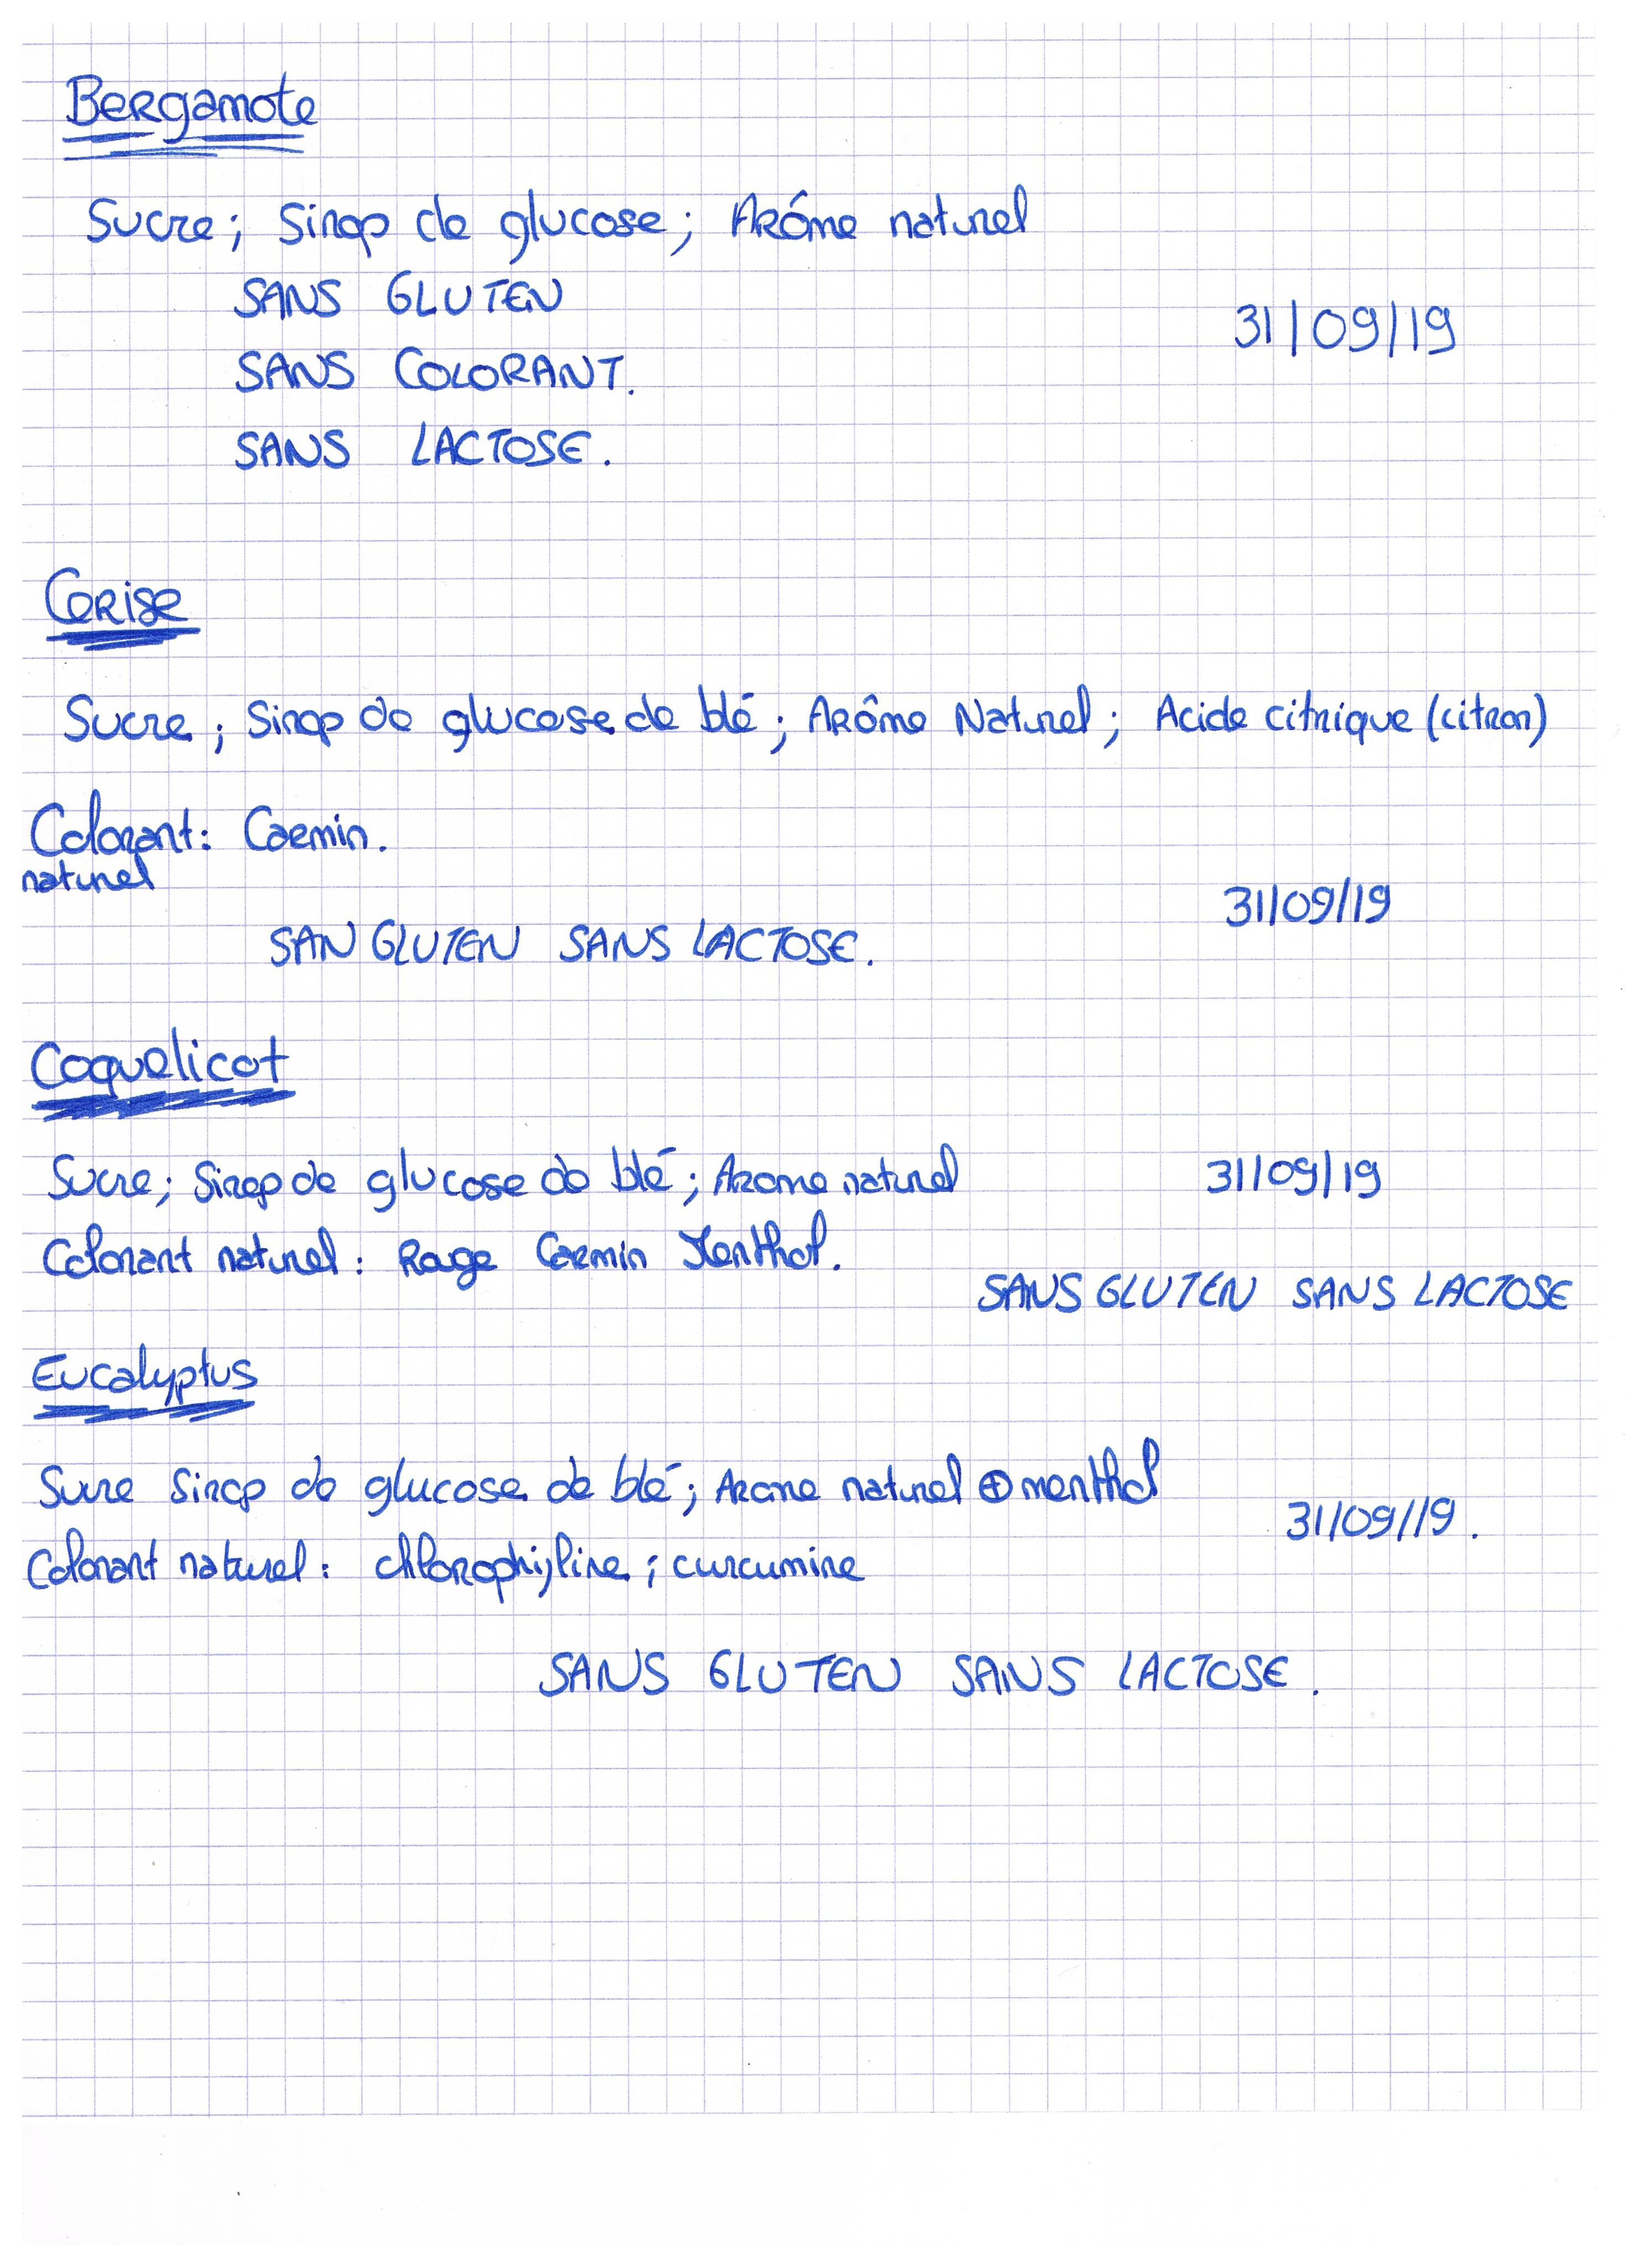 Bergamote
Sucre; Sirop de glucose; Arôme naturel
SANS GLUTEN
31/09/19
SANS COLORANT.
SANS LACTOSE.
Cerise
Sucre; Sirop de glucose de blé; Arôme Naturel; Acide citrique (citron)
Colorant: Carmin.
naturel
31/09/19
SAN GLUTEN SANS LACTOSE.
Coquelicot
Sucre; Sirop de glucose de blé; Arome naturel 31/09/19
Colorant naturel: Rouge Carmin Menthol.
SANS GLUTEN SANS LACTOSE
Eucalyptus
Sucre Sirop de glucose de blé; Arome naturel ⊕ menthol
31/09/19.
Colorant naturel: chlorophylline; curcumine
SANS GLUTEN SANS LACTOSE.